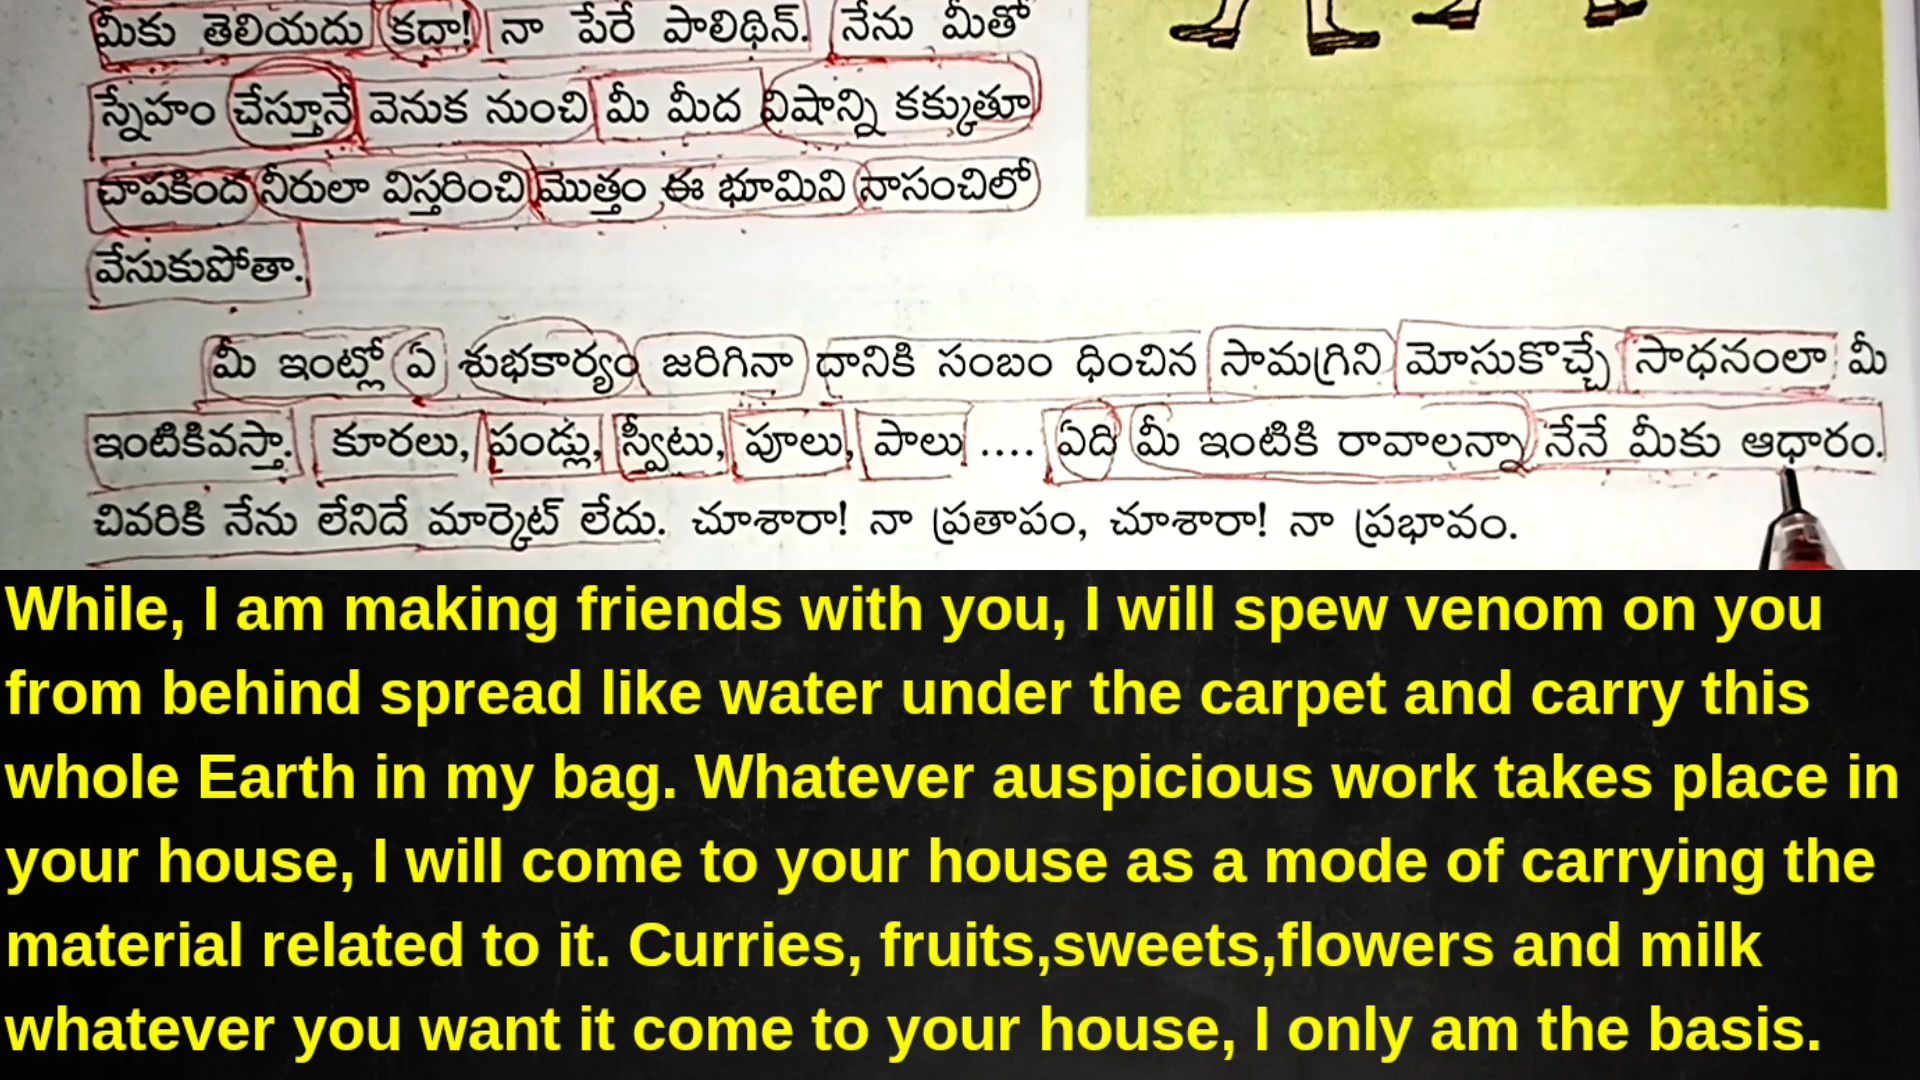 మీకు తెలియదు కదా! నా పేరే పాలిథిన్. నేను మీతో
స్నేహం చేస్తూనే వెనుక నుంచి మీ మీద విషాన్ని కక్కుతూ
చాపకింద నీరులా విస్తరించి మొత్తం ఈ భూమిని నాసంచిలో
వేసుకుపోతా.
మీ ఇంట్లో ఏ శుభకార్యం జరిగినా దానికి సంబం ధించిన సామగ్రిని మోసుకొచ్చే సాధనంలా మీ
ఇంటికివస్తా. కూరలు, పండ్లు, స్వీటు, పూలు, పాలు .... ఏది మీ ఇంటికి రావాలన్నా నేనే మీకు ఆధారం.
చివరికి నేను లేనిదే మార్కెట్ లేదు. చూశారా! నా ప్రతాపం, చూశారా! నా ప్రభావం.
While, I am making friends with you, I will spew venom on you
from behind spread like water under the carpet and carry this
whole Earth in my bag. Whatever auspicious work takes place in
your house, I will come to your house as a mode of carrying the
material related to it. Curries, fruits,sweets,flowers and milk
whatever you want it come to your house, I only am the basis.